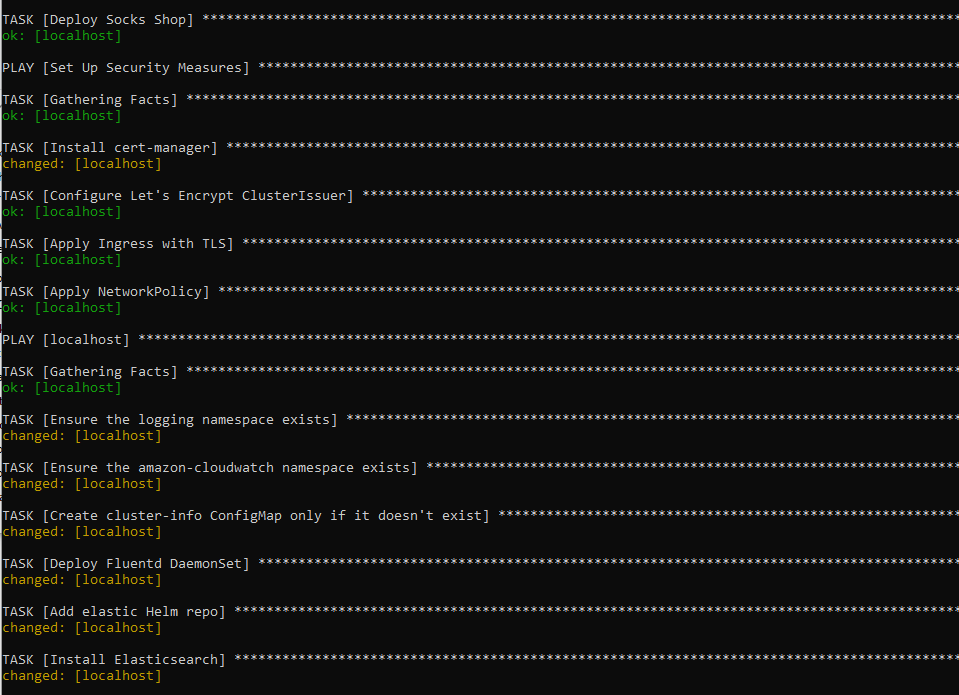 TASK [Deploy Socks Shop] ***********************************************************************************************
ok: [localhost]
PLAY [Set Up Security Measures] ****************************************************************************************
TASK [Gathering Facts] *************************************************************************************************
ok: [localhost]
TASK [Install cert-manager] ********************************************************************************************
changed: [localhost]
TASK [Configure Let's Encrypt ClusterIssuer] ***************************************************************************
ok: [localhost]
TASK [Apply Ingress with TLS] ******************************************************************************************
ok: [localhost]
TASK [Apply NetworkPolicy] *********************************************************************************************
ok: [localhost]
PLAY [localhost] *******************************************************************************************************
TASK [Gathering Facts] *************************************************************************************************
ok: [localhost]
TASK [Ensure the logging namespace exists] *****************************************************************************
changed: [localhost]
TASK [Ensure the amazon-cloudwatch namespace exists] *******************************************************************
changed: [localhost]
TASK [Create cluster-info ConfigMap only if it doesn't exist] **********************************************************
changed: [localhost]
TASK [Deploy Fluentd DaemonSet] ****************************************************************************************
changed: [localhost]
TASK [Add elastic Helm repo] *******************************************************************************************
changed: [localhost]
TASK [Install Elasticsearch] *******************************************************************************************
changed: [localhost]